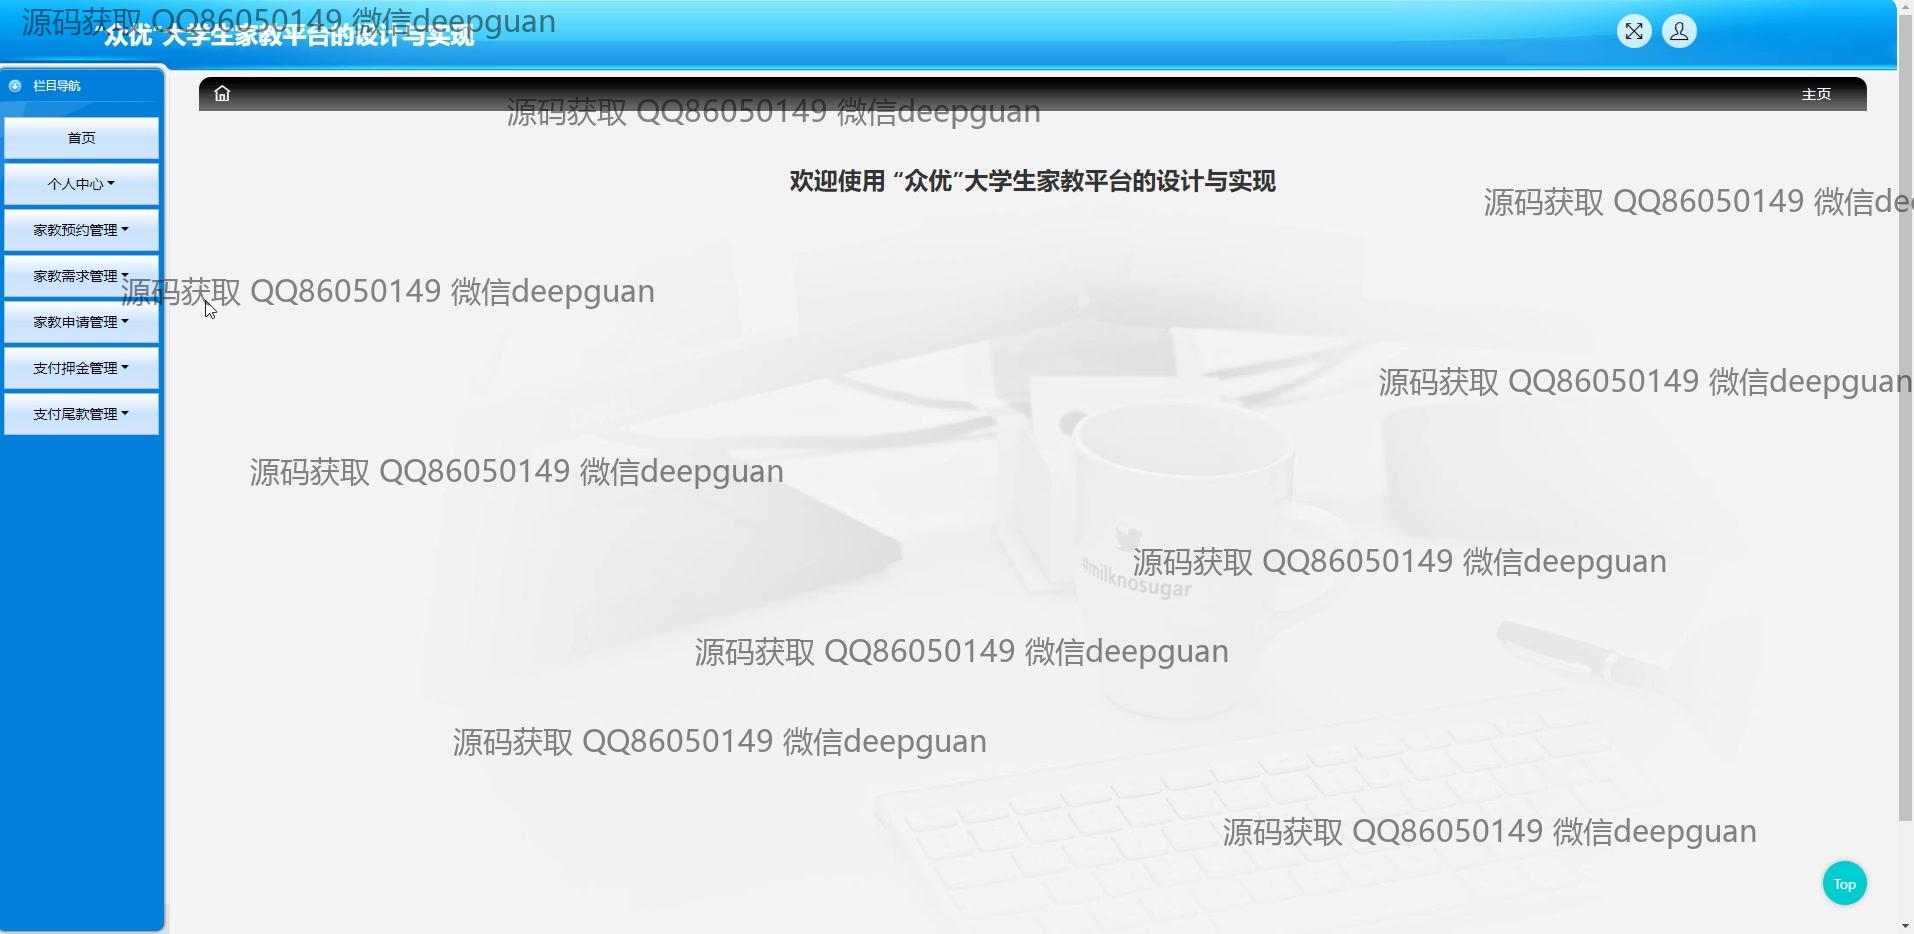 源码获取 QQ86050149 微信deepguan
“众优”大学生家教平台的设计与实现
栏目导航
主页
源码获取 QQ86050149 微信deepguan
首页
欢迎使用 “众优”大学生家教平台的设计与实现
个人中心
源码获取 QQ86050149 微信de
家教预约管理
家教需求管理
源码获取 QQ86050149 微信deepguan
家教申请管理
支付押金管理
源码获取 QQ86050149 微信deepguan
支付尾款管理
源码获取 QQ86050149 微信deepguan
源码获取 QQ86050149 微信deepguan
#milknosugar
源码获取 QQ86050149 微信deepguan
源码获取 QQ86050149 微信deepguan
源码获取 QQ86050149 微信deepguan
Top